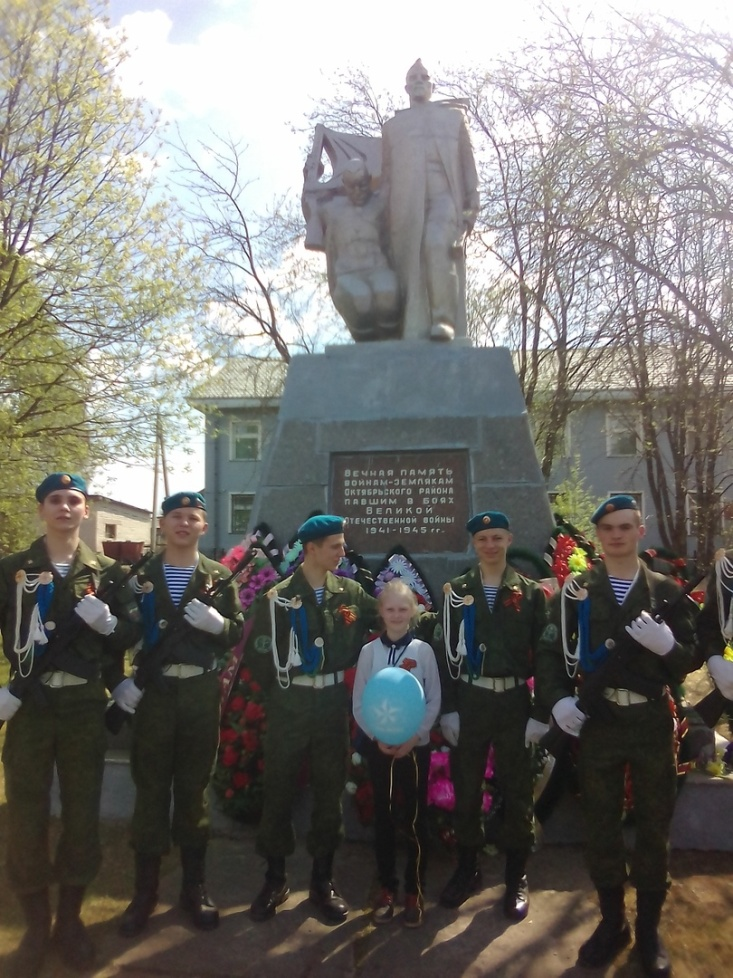 Вечная память
воинам-землякам
Октябрьского района
павшим в боях
Великой
Отечественной войны
1941-1945 гг.